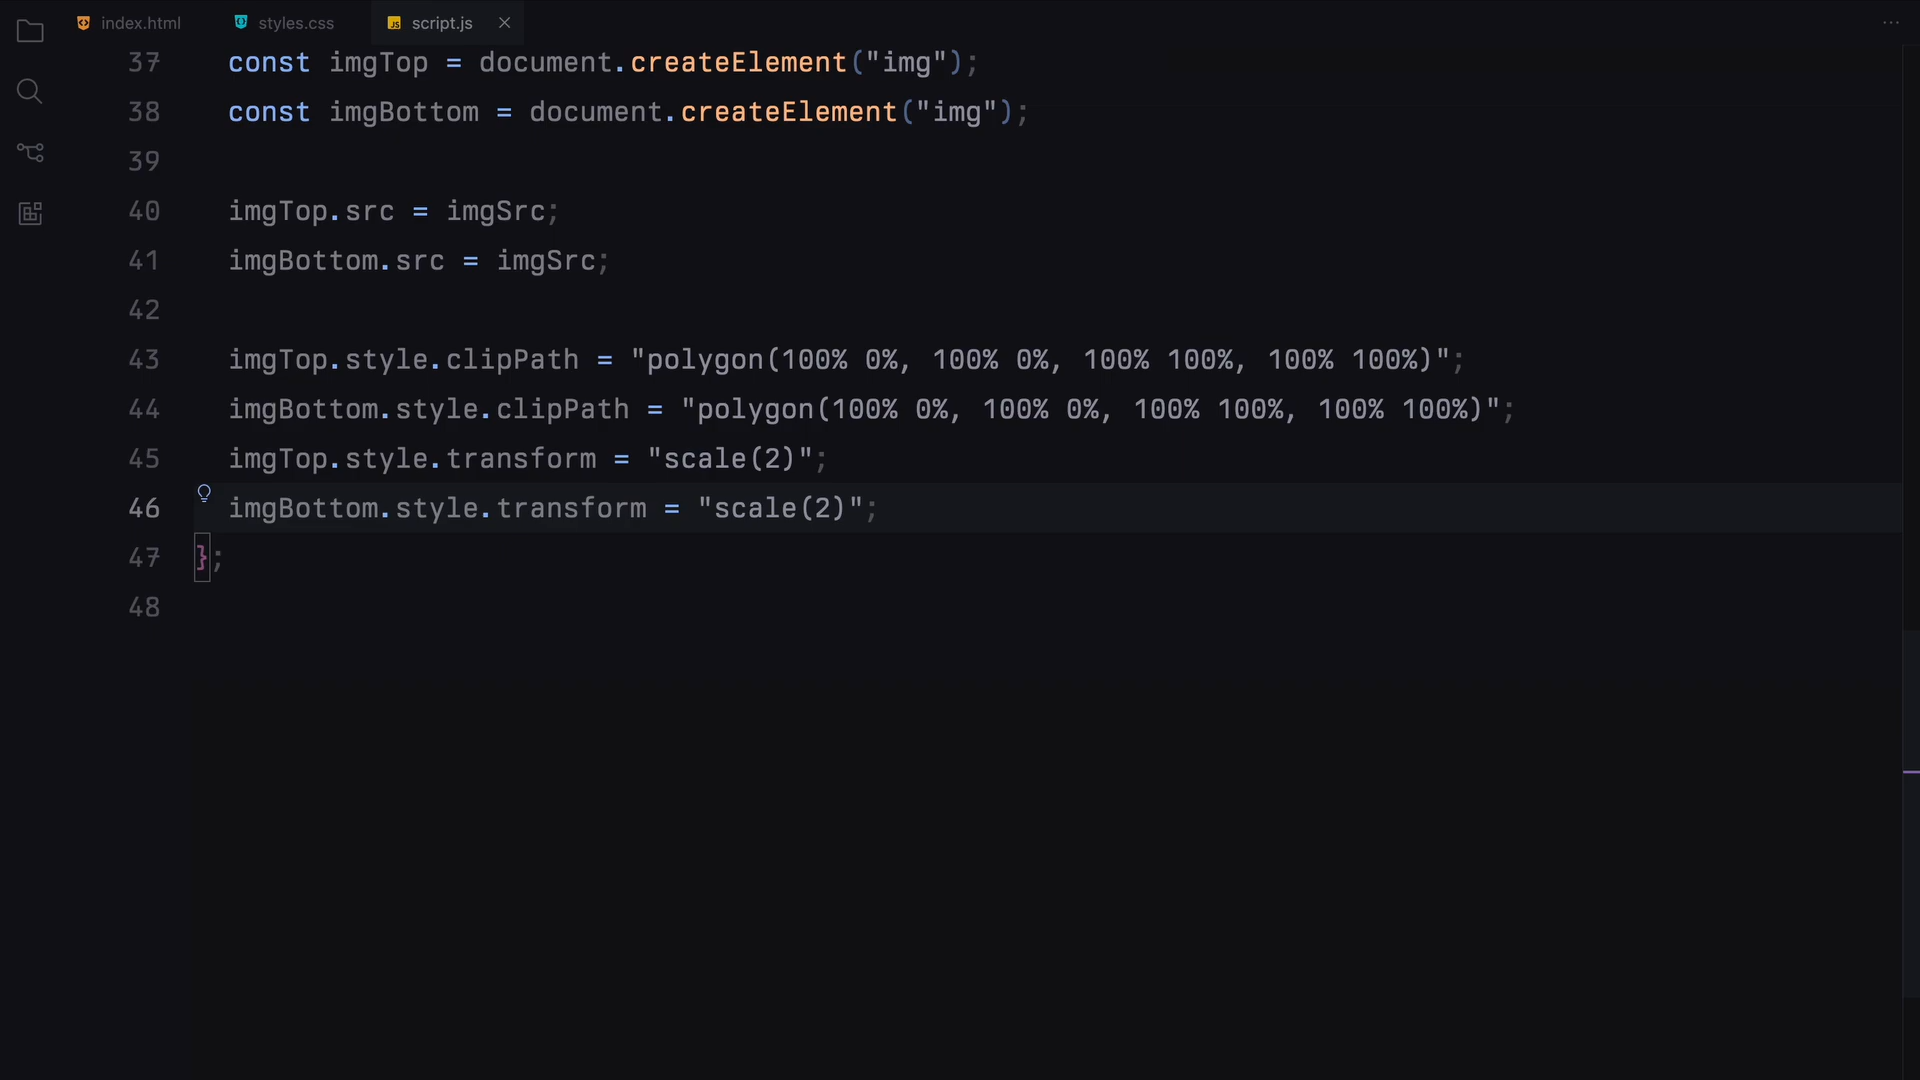 index.html styles.css script.js
37 const imgTop = document.createElement("img");
38 const imgBottom = document.createElement("img");
39
40 imgTop.src = imgSrc;
41 imgBottom.src = imgSrc;
42
43 imgTop.style.clipPath = "polygon(100% 0%, 100% 0%, 100% 100%, 100% 100%)";
44 imgBottom.style.clipPath = "polygon(100% 0%, 100% 0%, 100% 100%, 100% 100%)";
45 imgTop.style.transform = "scale(2)";
46 imgBottom.style.transform = "scale(2)";
47 };
48